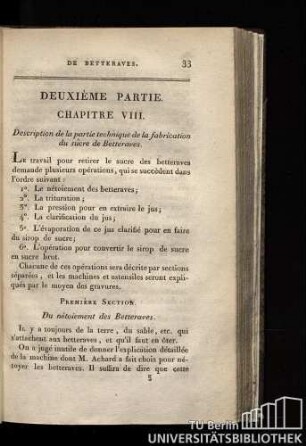 DE BETTERAVES. 33
DEUXIÈME PARTIE.
CHAPITRE VIII.
Description de la partie technique de la fabrication
du sucre de Betteraves.
Le travail pour retirer le sucre des betteraves
demande plusieurs opérations, qui se succèdent dans
l'ordre suivant :
1°. Le nétoiement des betteraves;
2°. La trituration;
3°. La pression pour en extraire le jus;
4°. La clarification du jus;
5°. L'évaporation de ce jus clarifié pour en faire
du sirop de sucre;
6°. L'opération pour convertir le sirop de sucre
en sucre brut.
Chacune de ces opérations sera décrite par sections
séparées, et les machines et ustensiles seront expli-
qués par le moyen des gravures.
PREMIÈRE SECTION.
Du nétoiement des Betteraves.
Il y a toujours de la terre, du sable, etc. qui
s'attachent aux betteraves, et qu'il faut en ôter.
On a jugé inutile de donner l'explication détaillée
de la machine dont M. Achard a fait choix pour né-
toyer les betteraves. Il suffira de dire que cette
5
TU Berlin
UNIVERSITÄTSBIBLIOTHEK